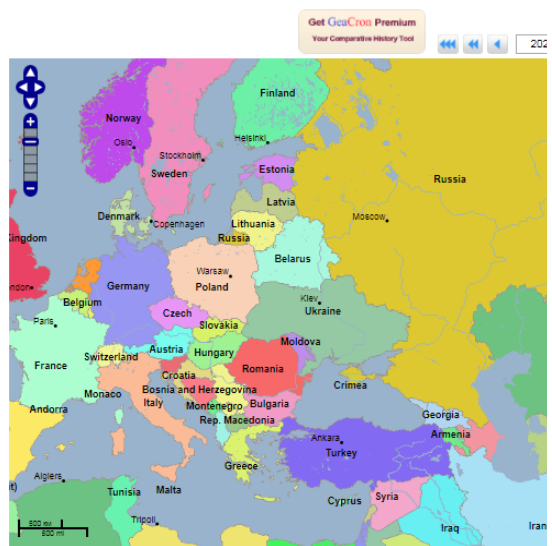 Get GeaCron Premium
Your Comparative History Tool
202
Finland
Norway
Oslo
Helsinki
Stockholm
Sweden
Estonia
Russia
Latvia
Denmark
Copenhagen
Moscow
Lithuania
Russia
Kingdom
Belarus
Warsaw
Germany
Poland
London
Kiev
Belgium
Ukraine
Czech
Paris
Slovakia
Moldova
Austria
Switzerland
Hungary
France
Romania
Croatia
Crimea
Bosnia and Herzegovina
Monaco
Italy
Andorra
Montenegro
Bulgaria
Georgia
Rep. Macedonia
Armenia
Ankara
Turkey
Greece
Algiers
Syria
Malta
Tunisia
Cyprus
Tripoli
Iraq
Iran
500 km
500 mi